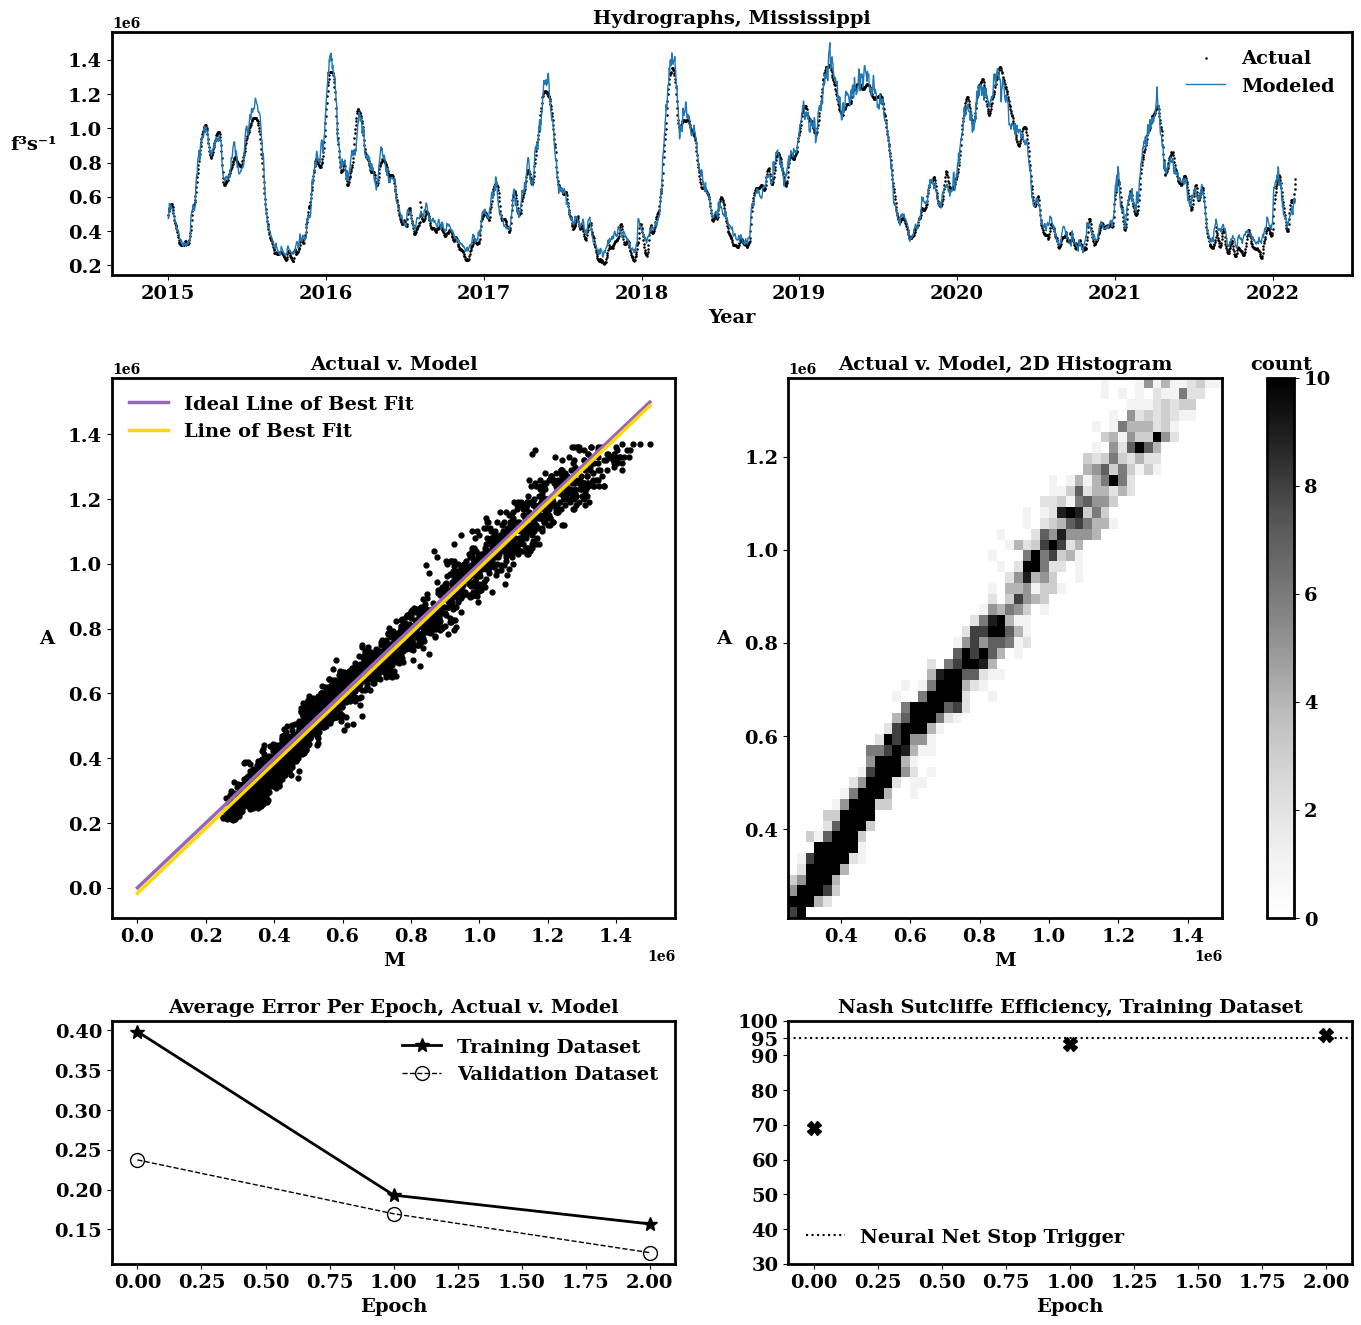 Hydrographs, Mississippi
1e6
1.4
1.2
1.0
0.8
0.6
0.4
0.2
f³s⁻¹
Actual
Modeled
2015 2016 2017 2018 2019 2020 2021 2022
Year
Actual v. Model
1e6
Ideal Line of Best Fit
Line of Best Fit
1.4
1.2
1.0
0.8
0.6
0.4
0.2
0.0
A
0.0 0.2 0.4 0.6 0.8 1.0 1.2 1.4
M
1e6
Actual v. Model, 2D Histogram
1e6
1.2
1.0
0.8
0.6
0.4
A
0.4 0.6 0.8 1.0 1.2 1.4
M
1e6
count
10
8
6
4
2
0
Average Error Per Epoch, Actual v. Model
0.40
0.35
0.30
0.25
0.20
0.15
Training Dataset
Validation Dataset
0.00 0.25 0.50 0.75 1.00 1.25 1.50 1.75 2.00
Epoch
Nash Sutcliffe Efficiency, Training Dataset
100
95
90
80
70
60
50
40
30
Neural Net Stop Trigger
0.00 0.25 0.50 0.75 1.00 1.25 1.50 1.75 2.00
Epoch